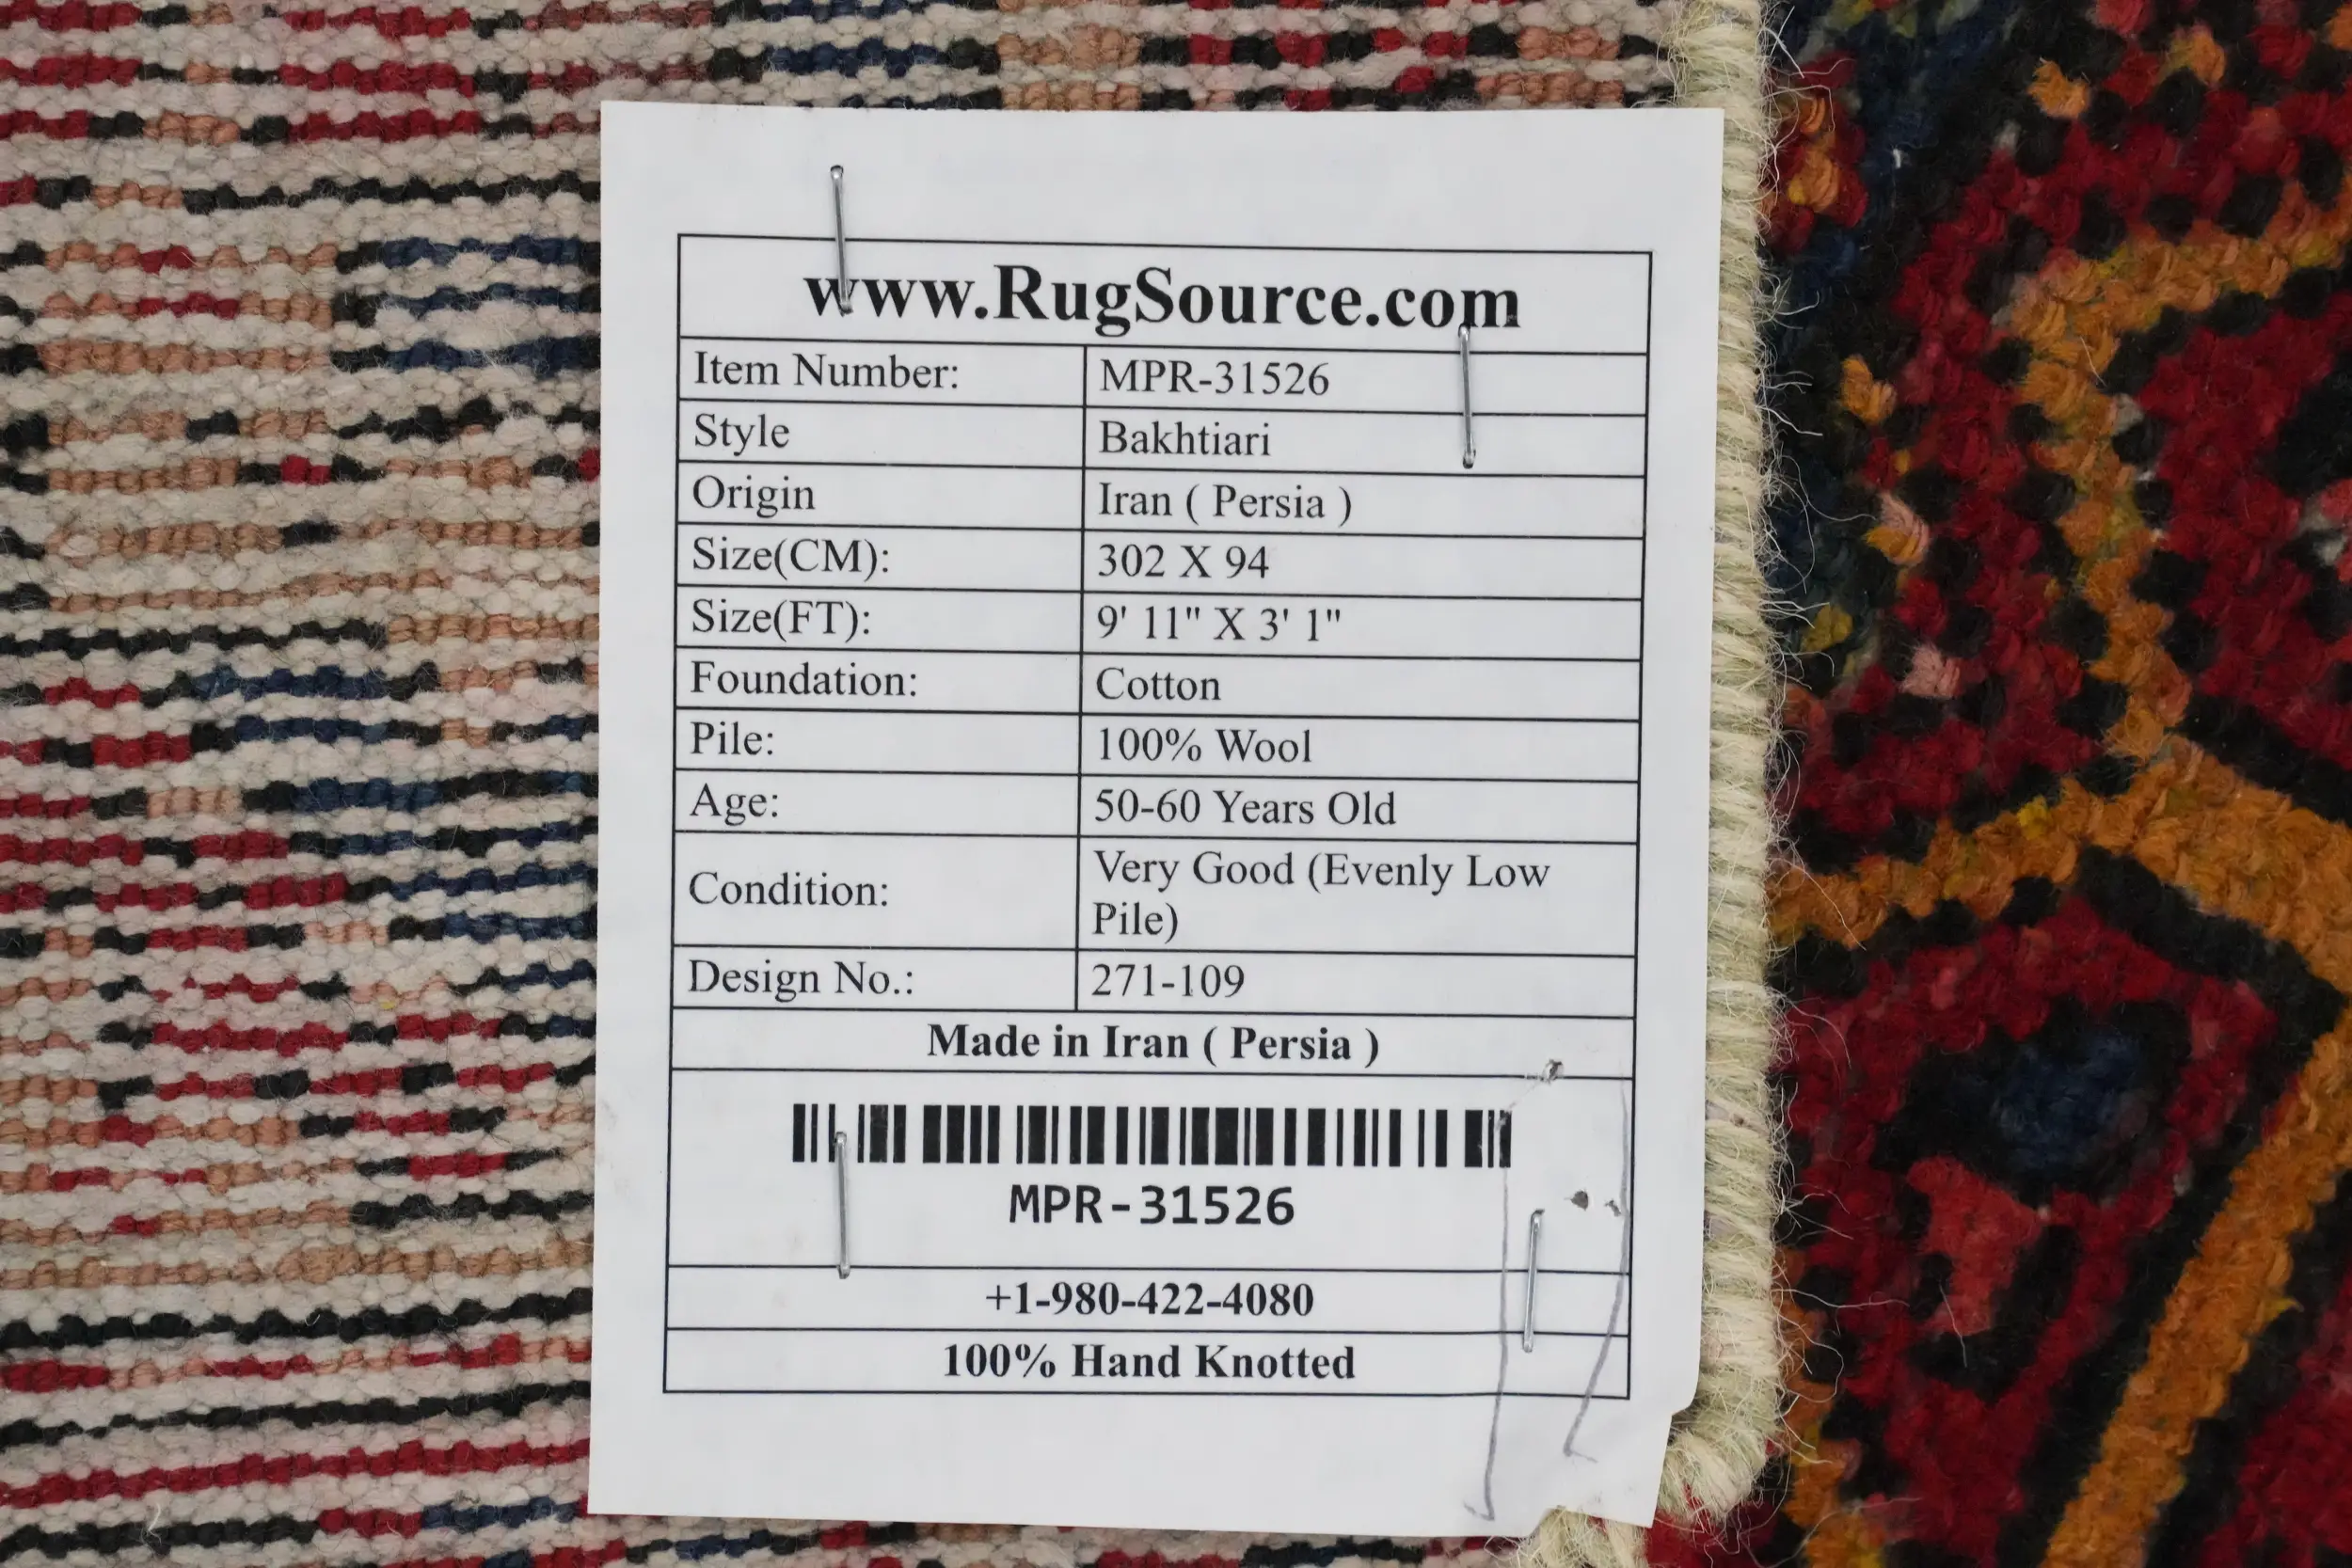 www.RugSource.com
Item Number: MPR-31526
Style Bakhtiari
Origin Iran ( Persia )
Size(CM): 302 X 94
Size(FT): 9' 11" X 3' 1"
Foundation: Cotton
Pile: 100% Wool
Age: 50-60 Years Old
Condition: Very Good (Evenly Low
Pile)
Design No.: 271-109
Made in Iran ( Persia )
MPR-31526
+1-980-422-4080
100% Hand Knotted